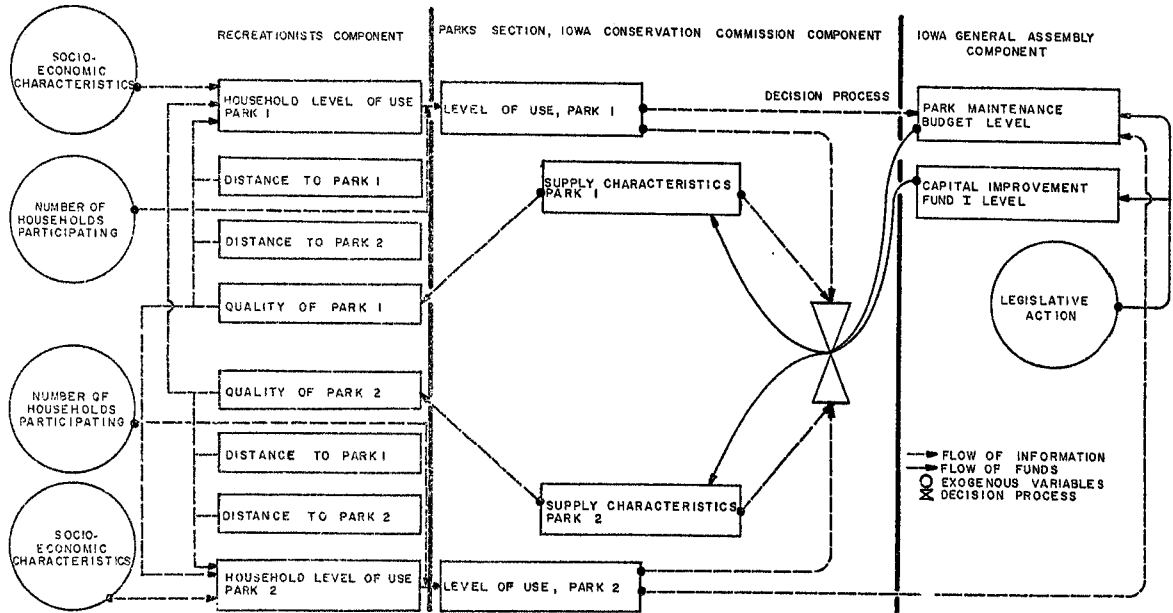 RECREATIONISTS COMPONENT
PARKS SECTION, IOWA CONSERVATION COMMISSION COMPONENT
IOWA GENERAL ASSEMBLY
COMPONENT
SOCIO-
ECONOMIC
CHARACTERISTICS
NUMBER OF
HOUSEHOLDS
PARTICIPATING
NUMBER OF
HOUSEHOLDS
PARTICIPATING
SOCIO-
ECONOMIC
CHARACTERISTICS
HOUSEHOLD LEVEL OF USE
PARK 1
DISTANCE TO PARK 1
DISTANCE TO PARK 2
QUALITY OF PARK 1
QUALITY OF PARK 2
DISTANCE TO PARK 1
DISTANCE TO PARK 2
HOUSEHOLD LEVEL OF USE
PARK 2
LEVEL OF USE, PARK 1
SUPPLY CHARACTERISTICS
PARK 1
SUPPLY CHARACTERISTICS
PARK 2
LEVEL OF USE, PARK 2
DECISION PROCESS
PARK MAINTENANCE
BUDGET LEVEL
CAPITAL IMPROVEMENT
FUND I LEVEL
LEGISLATIVE
ACTION
FLOW OF INFORMATION
FLOW OF FUNDS
EXOGENOUS VARIABLES
DECISION PROCESS